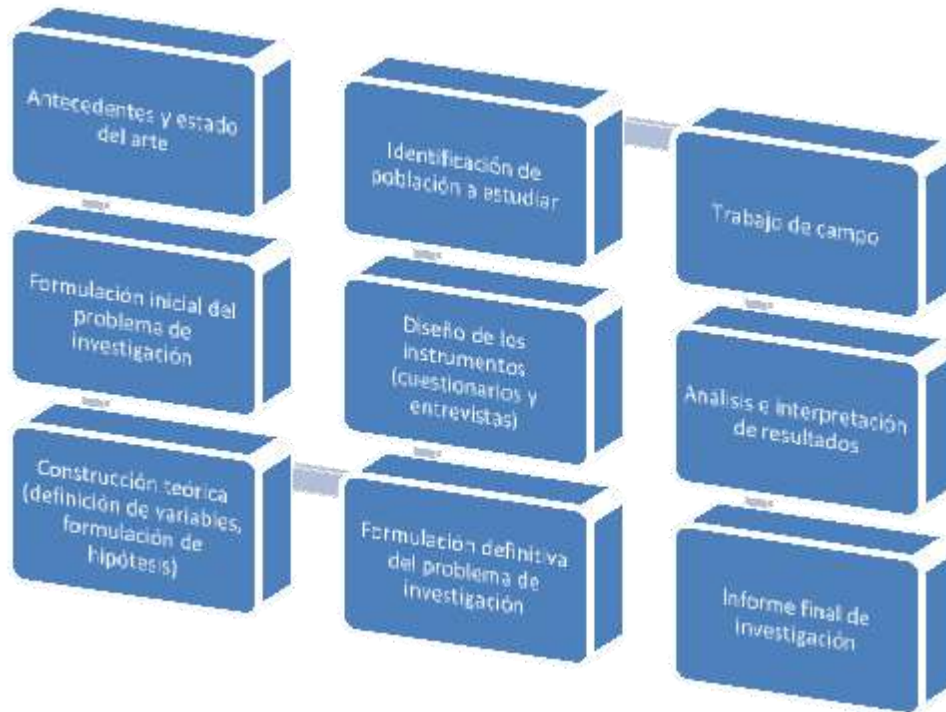 Antecedentes y estado
del arte
Formulación inicial del
problema de
investigación
Construcción teórica
(definición de variables,
formulación de
hipótesis)
Formulación definitiva
del problema de
investigación
Diseño de los
instrumentos
(cuestionarios y
entrevistas)
Identificación de
población a estudiar
Trabajo de campo
Análisis e interpretación
de resultados
Informe final de
investigación